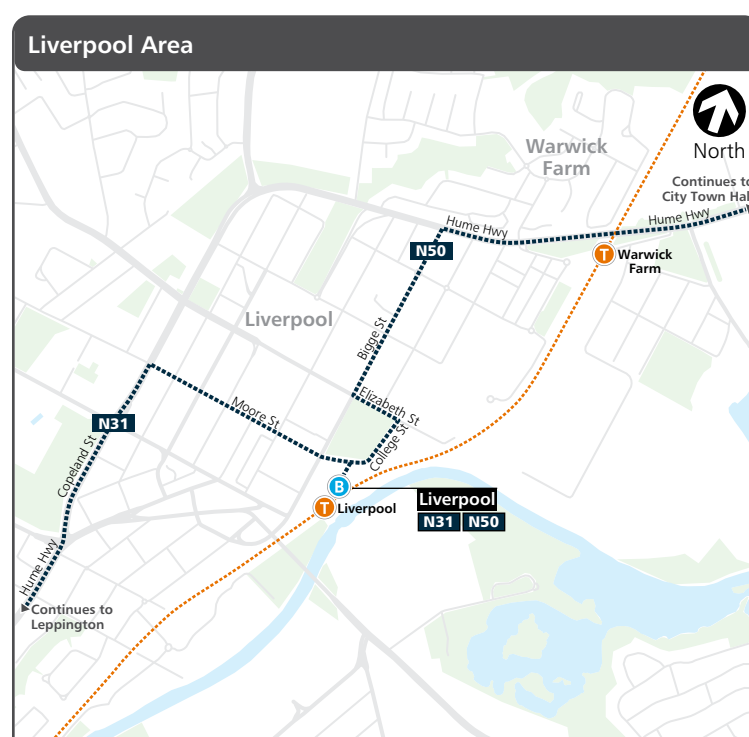 Liverpool Area
North
Warwick
Farm
Continues to
City Town Hal
Hume Hwy
Hume Hwy
N50
T
Warwick
Farm
Liverpool
Bigge St
Elizabeth St
Moore St
College St
N31
Copeland St
B
Liverpool
N31 N50
T
Liverpool
Hume Hwy
Continues to
Leppington